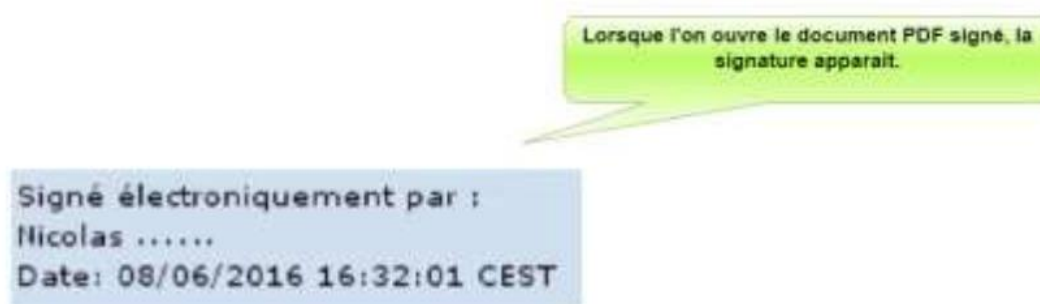 Lorsque l'on ouvre le document PDF signé, la
signature apparait.
Signé électroniquement par :
Nicolas ......
Date: 08/06/2016 16:32:01 CEST